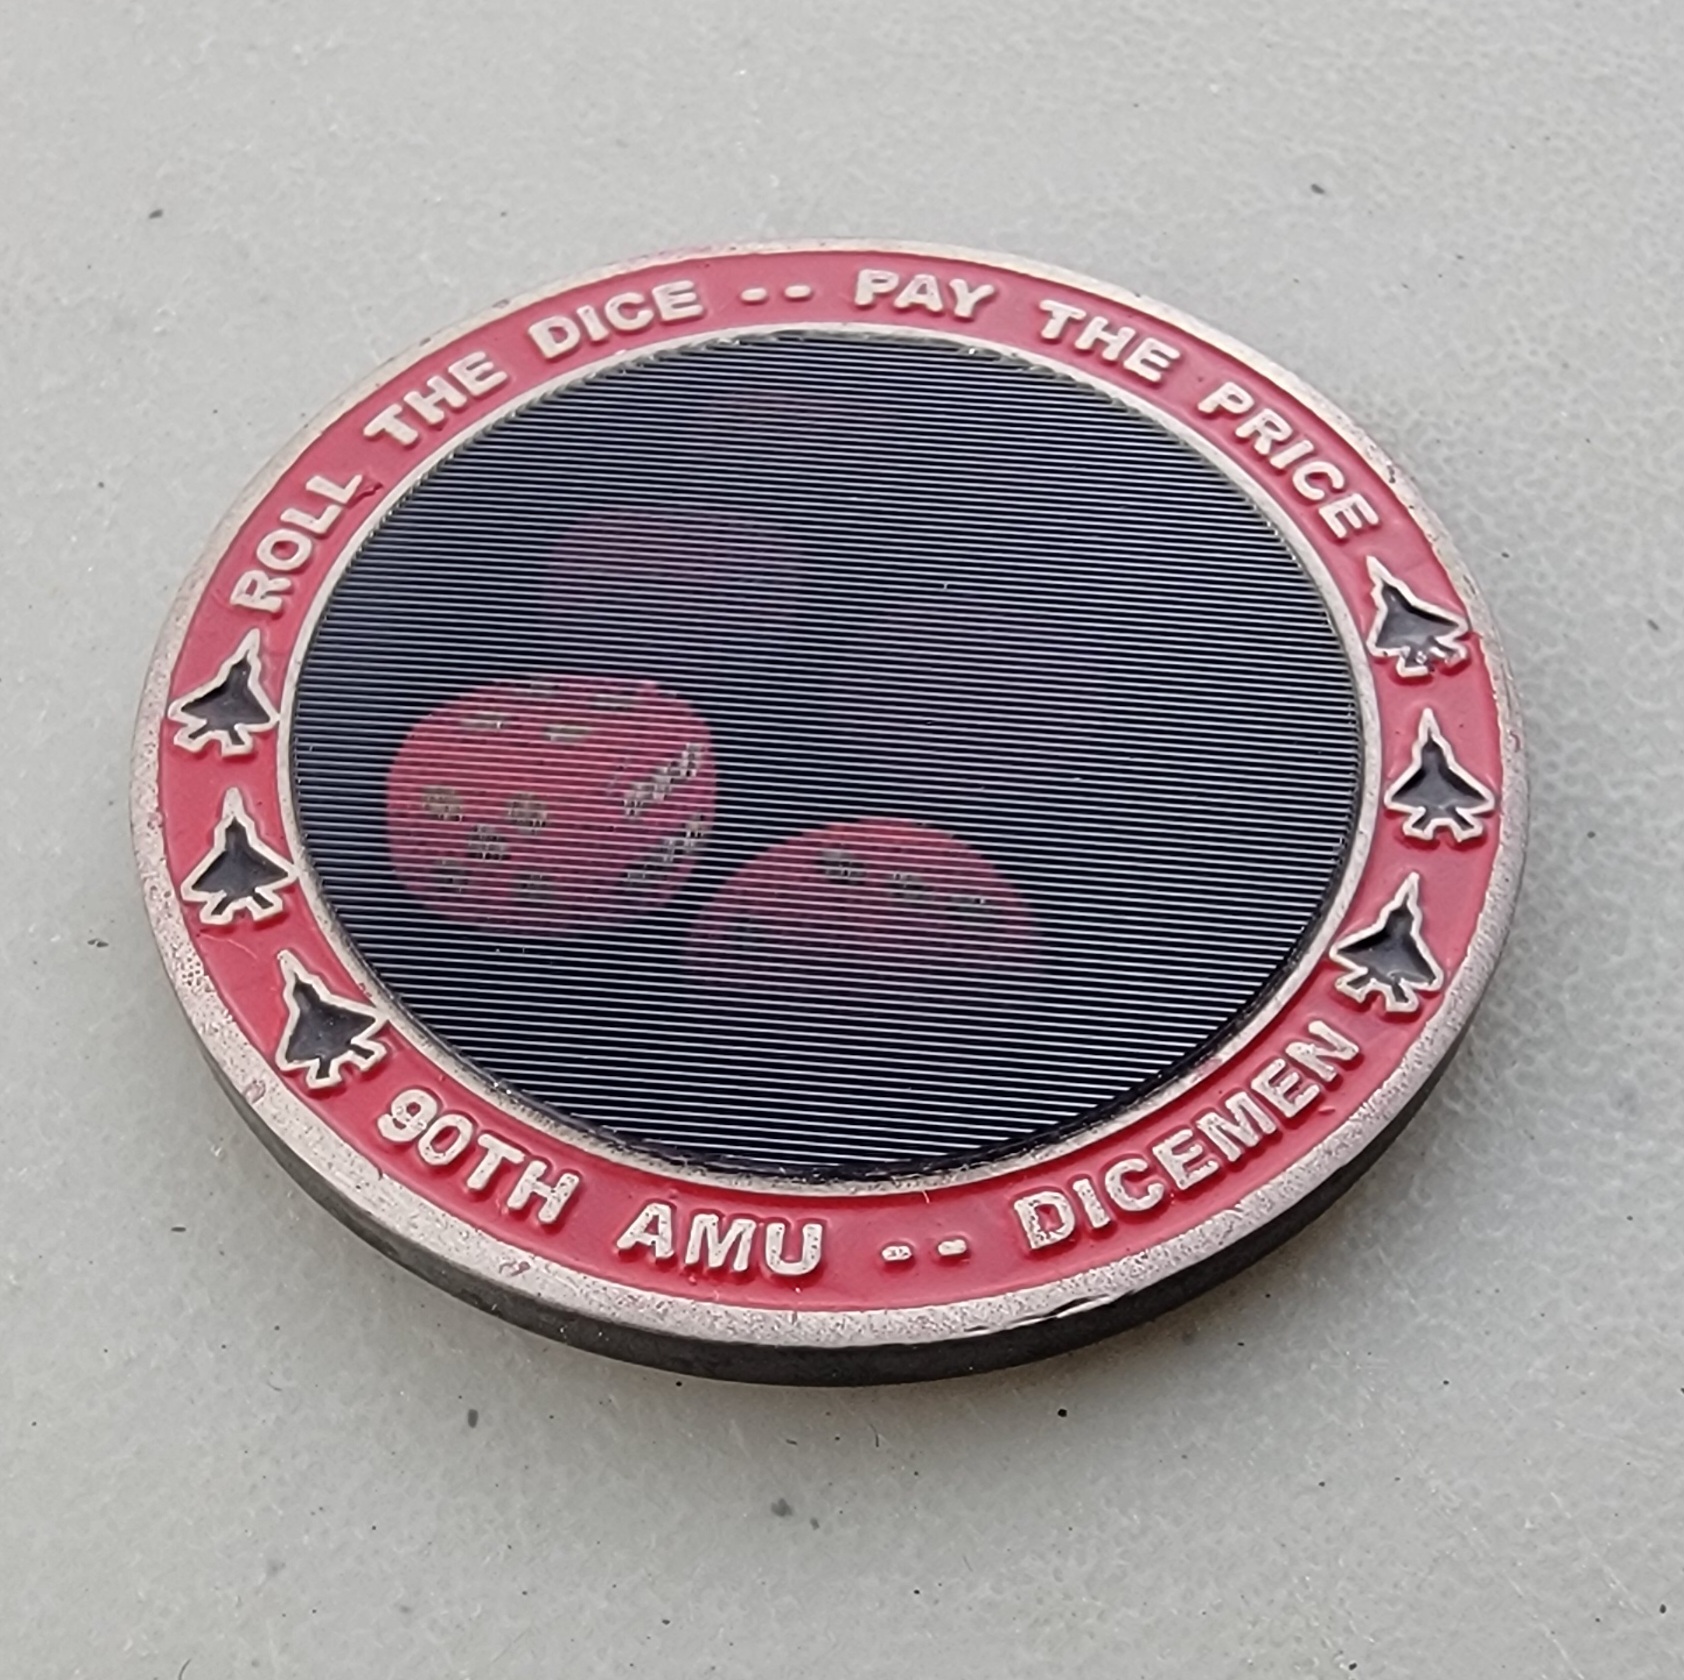 ROLL THE DICE -- PAY THE PRICE
90TH AMU -- DICEMEN